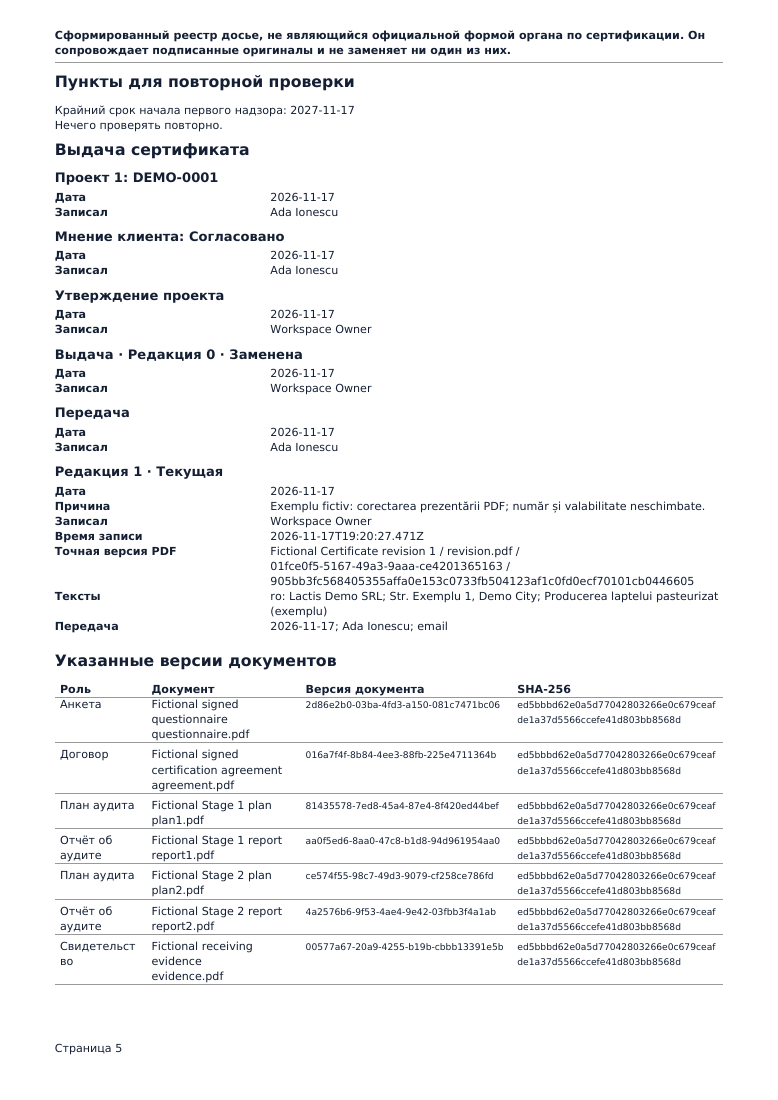 Сформированный реестр досье, не являющийся официальной формой органа по сертификации. Он
сопровождает подписанные оригиналы и не заменяет ни один из них.
Пункты для повторной проверки
Крайний срок начала первого надзора: 2027-11-17
Нечего проверять повторно.
Выдача сертификата
Проект 1: DEMO-0001
Дата 2026-11-17
Записал Ada Ionescu
Мнение клиента: Согласовано
Дата 2026-11-17
Записал Ada Ionescu
Утверждение проекта
Дата 2026-11-17
Записал Workspace Owner
Выдача · Редакция 0 · Заменена
Дата 2026-11-17
Записал Workspace Owner
Передача
Дата 2026-11-17
Записал Ada Ionescu
Редакция 1 · Текущая
Дата 2026-11-17
Причина Exemplu fictiv: corectarea prezentării PDF; număr și valabilitate neschimbate.
Записал Workspace Owner
Время записи 2026-11-17T19:20:27.471Z
Точная версия PDF Fictional Certificate revision 1 / revision.pdf /
01fce0f5-5167-49a3-9aaa-ce4201365163 /
905bb3fc568405355affa0e153c0733fb504123af1c0fd0ecf70101cb0446605
Тексты ro: Lactis Demo SRL; Str. Exemplu 1, Demo City; Producerea laptelui pasteurizat
(exemplu)
Передача 2026-11-17; Ada Ionescu; email
Указанные версии документов
Роль Документ Версия документа SHA-256
Анкета Fictional signed 2d86e2b0-03ba-4fd3-a150-081c7471bc06 ed5bbbd62e0a5d77042803266e0c679ceaf
questionnaire de1a37d5566ccefe41d803bb8568d
questionnaire.pdf
Договор Fictional signed 016a7f4f-8b84-4ee3-88fb-225e4711364b ed5bbbd62e0a5d77042803266e0c679ceaf
certification agreement de1a37d5566ccefe41d803bb8568d
agreement.pdf
План аудита Fictional Stage 1 plan 81435578-7ed8-45a4-87e4-8f420ed44bef ed5bbbd62e0a5d77042803266e0c679ceaf
plan1.pdf de1a37d5566ccefe41d803bb8568d
Отчёт об Fictional Stage 1 report aa0f5ed6-8aa0-47c8-b1d8-94d961954aa0 ed5bbbd62e0a5d77042803266e0c679ceaf
аудите report1.pdf de1a37d5566ccefe41d803bb8568d
План аудита Fictional Stage 2 plan ce574f55-98c7-49d3-9079-cf258ce786fd ed5bbbd62e0a5d77042803266e0c679ceaf
plan2.pdf de1a37d5566ccefe41d803bb8568d
Отчёт об Fictional Stage 2 report 4a2576b6-9f53-4ae4-9e42-03fbb3f4a1ab ed5bbbd62e0a5d77042803266e0c679ceaf
аудите report2.pdf de1a37d5566ccefe41d803bb8568d
Свидетельст Fictional receiving 00577a67-20a9-4255-b19b-cbbb13391e5b ed5bbbd62e0a5d77042803266e0c679ceaf
во evidence de1a37d5566ccefe41d803bb8568d
evidence.pdf
Страница 5